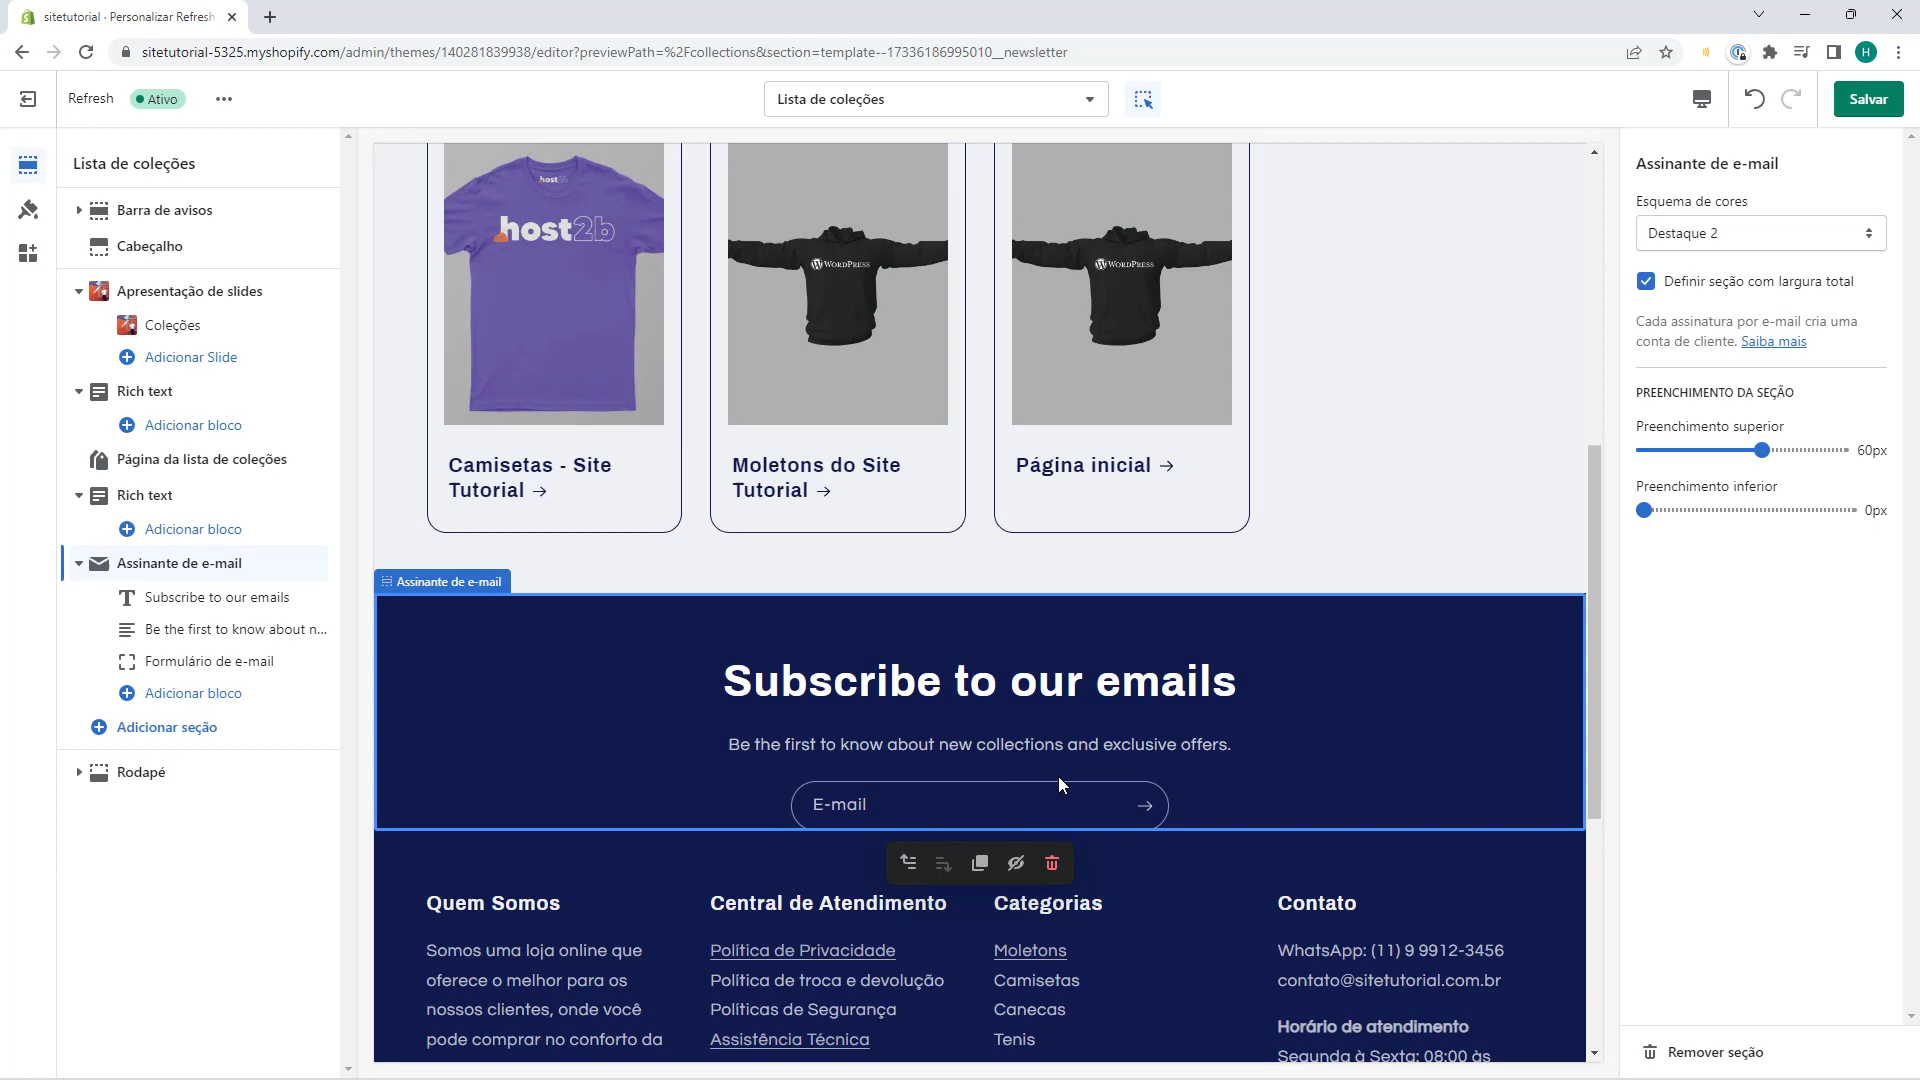 sitetutorial · Personalizar Refresh
sitetutorial-5325.myshopify.com/admin/themes/140281839938/editor?previewPath=%2Fcollections&section=template--17336186995010__newsletter
H
Refresh
Ativo
Lista de coleções
Salvar
Lista de coleções
Barra de avisos
Cabeçalho
Apresentação de slides
Coleções
Adicionar Slide
Rich text
Adicionar bloco
Página da lista de coleções
Rich text
Adicionar bloco
Assinante de e-mail
Subscribe to our emails
Be the first to know about n...
Formulário de e-mail
Adicionar bloco
Adicionar seção
Rodapé
host
host2b
WORDPRESS
WORDPRESS
Camisetas - Site
Tutorial →
Moletons do Site
Tutorial →
Página inicial →
Assinante de e-mail
Subscribe to our emails
Be the first to know about new collections and exclusive offers.
E-mail
Quem Somos
Somos uma loja online que
oferece o melhor para os
nossos clientes, onde você
pode comprar no conforto da
Central de Atendimento
Política de Privacidade
Política de troca e devolução
Políticas de Segurança
Assistência Técnica
Categorias
Moletons
Camisetas
Canecas
Tenis
Contato
WhatsApp: (11) 9 9912-3456
contato@sitetutorial.com.br
Horário de atendimento
Segunda à Sexta: 08:00 às
Assinante de e-mail
Esquema de cores
Destaque 2
Definir seção com largura total
Cada assinatura por e-mail cria uma
conta de cliente. Saiba mais
PREENCHIMENTO DA SEÇÃO
Preenchimento superior
60px
Preenchimento inferior
0px
Remover seção